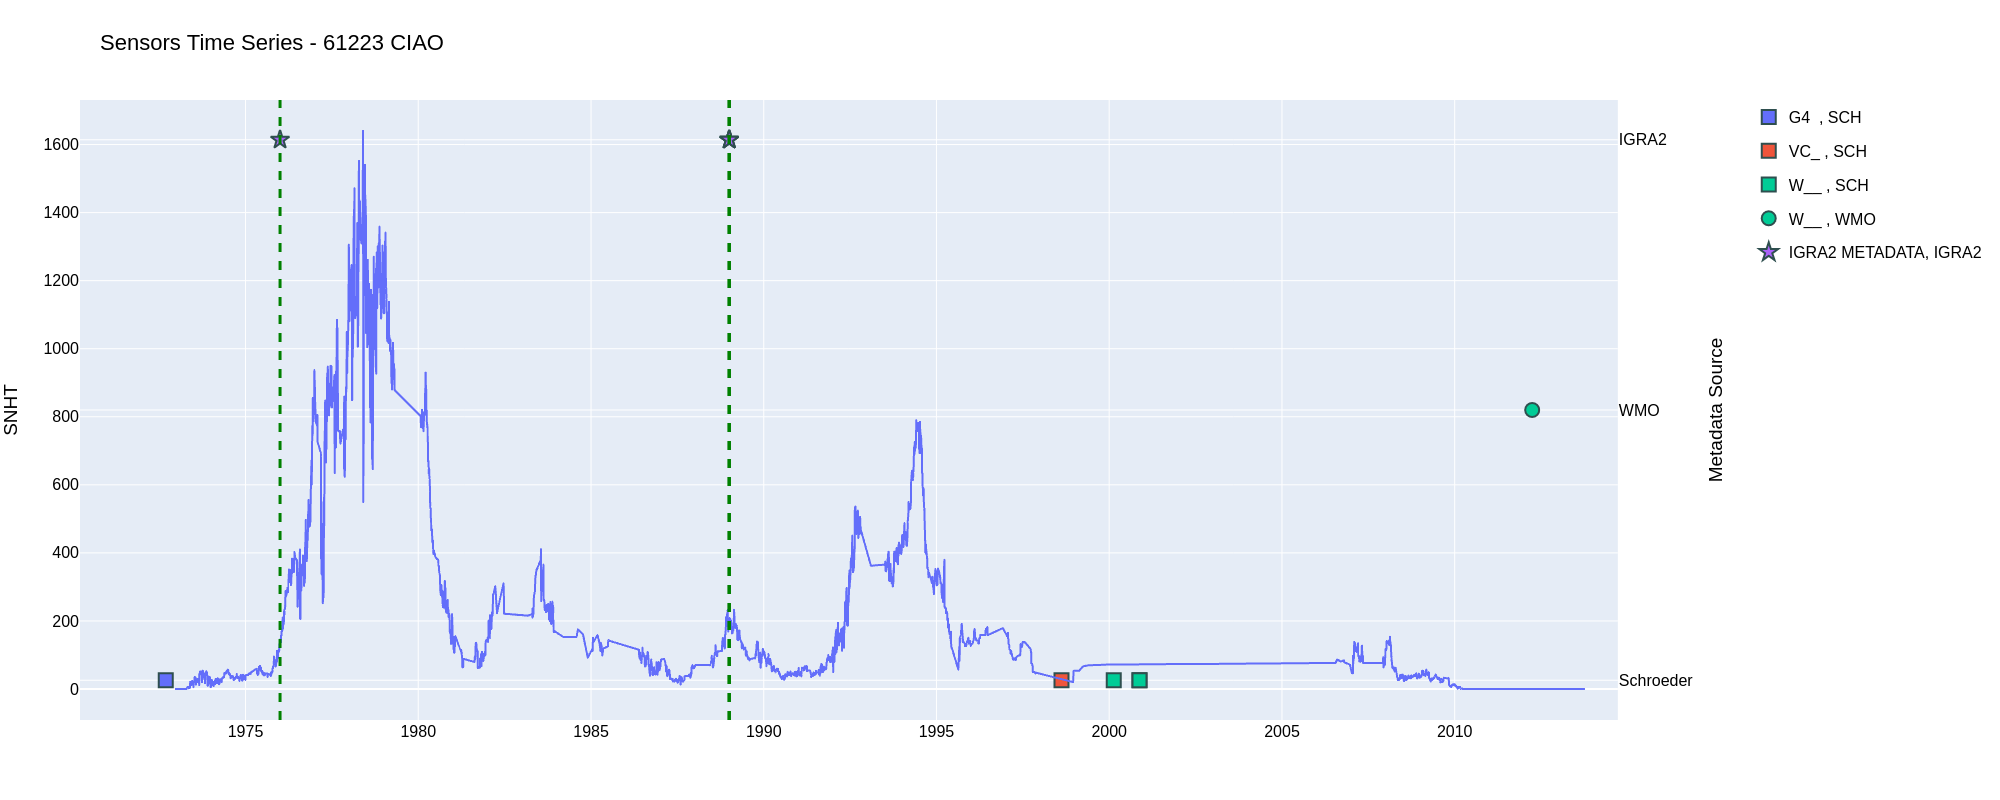 Sensors Time Series - 61223 CIAO
SNHT
1600
1400
1200
1000
800
600
400
200
0
1975
1980
1985
1990
1995
2000
2005
2010
IGRA2
WMO
Schroeder
Metadata Source
G4  , SCH
VC_ , SCH
W__ , SCH
W__ , WMO
IGRA2 METADATA, IGRA2